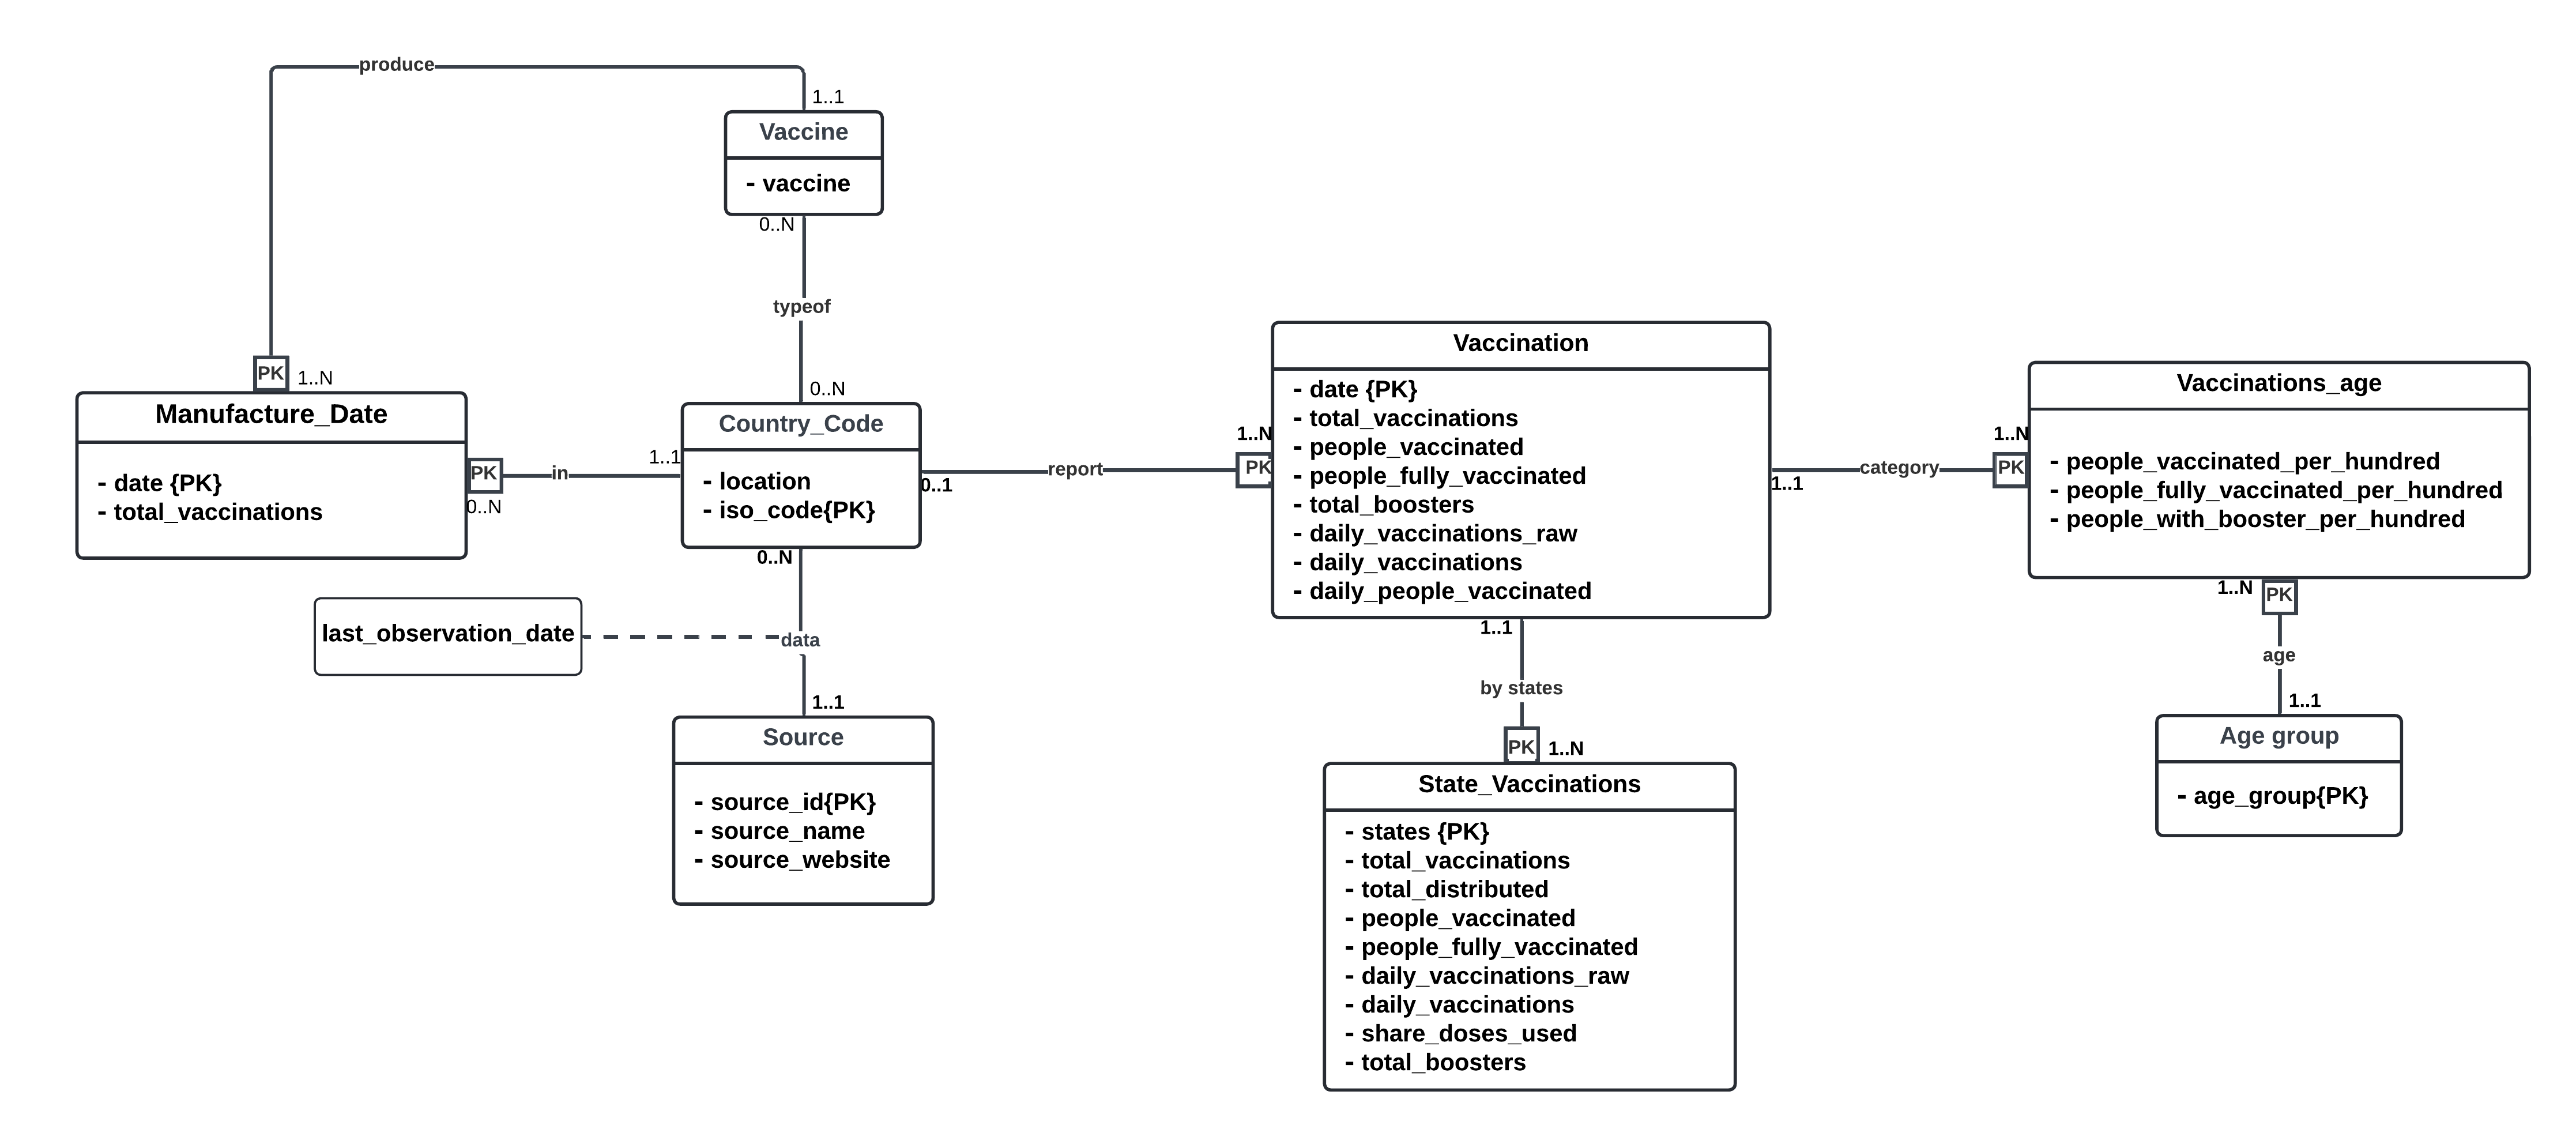 produce
1..1
Vaccine
- vaccine
0..N
typeof
0..N
PK
1..N
Manufacture_Date
- date {PK}
- total_vaccinations
PK
0..N
in
1..1
Country_Code
- location
- iso_code{PK}
0..1
report
1..N
PK
0..N
last_observation_date
data
1..1
Source
- source_id{PK}
- source_name
- source_website
Vaccination
- date {PK}
- total_vaccinations
- people_vaccinated
- people_fully_vaccinated
- total_boosters
- daily_vaccinations_raw
- daily_vaccinations
- daily_people_vaccinated
1..1
category
1..N
PK
1..1
by states
PK
1..N
State_Vaccinations
- states {PK}
- total_vaccinations
- total_distributed
- people_vaccinated
- people_fully_vaccinated
- daily_vaccinations_raw
- daily_vaccinations
- share_doses_used
- total_boosters
Vaccinations_age
- people_vaccinated_per_hundred
- people_fully_vaccinated_per_hundred
- people_with_booster_per_hundred
1..N
PK
age
1..1
Age group
- age_group{PK}